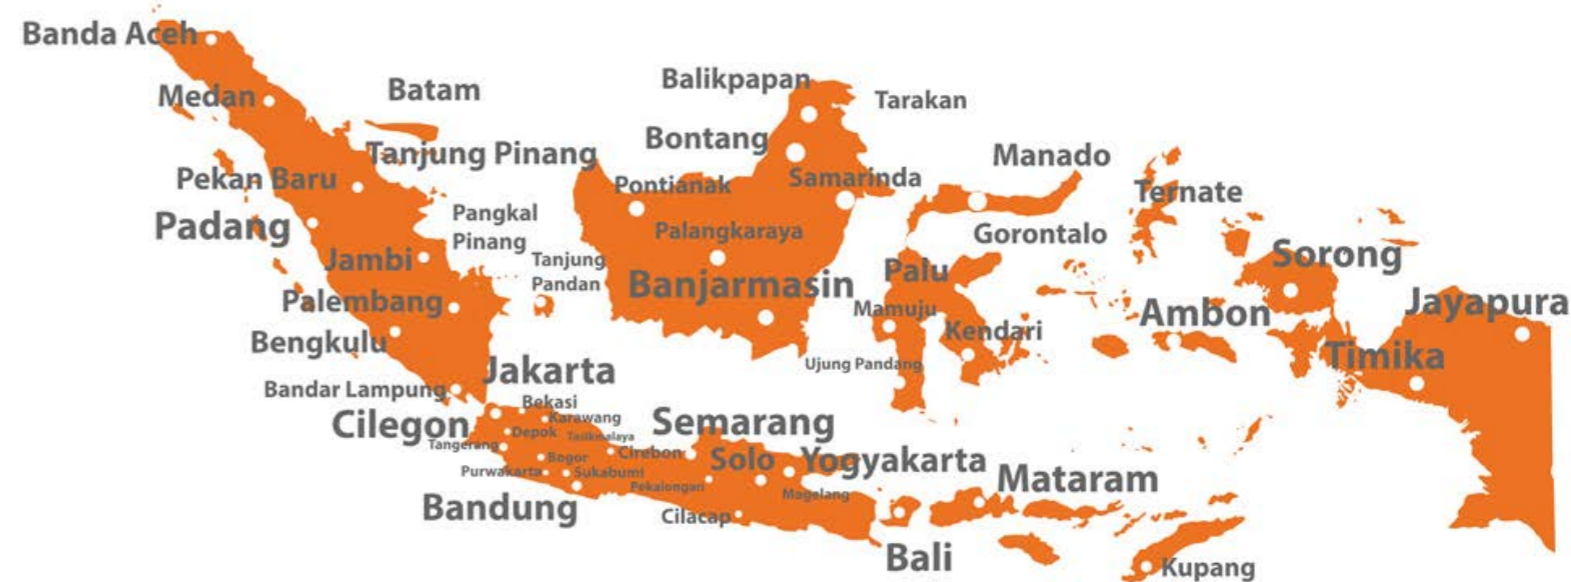 Banda Aceh
Medan
Batam
Tanjung Pinang
Pekan Baru
Padang
Pangkal
Pinang
Jambi
Tanjung
Pandan
Palembang
Bengkulu
Bandar Lampung
Balikpapan
Tarakan
Bontang
Pontianak
Samarinda
Palangkaraya
Banjarmasin
Manado
Gorontalo
Palu
Mamuju
Kendari
Ujung Pandang
Ternate
Ambon
Sorong
Jayapura
Timika
Jakarta
Cilegon
Bekasi
Karawang
Depok
Tasikmalaya
Tangerang
Cirebon
Bogor
Purwakarta
Sukabumi
Bandung
Semarang
Solo
Yogyakarta
Pekalongan
Magelang
Cilacap
Mataram
Bali
Kupang